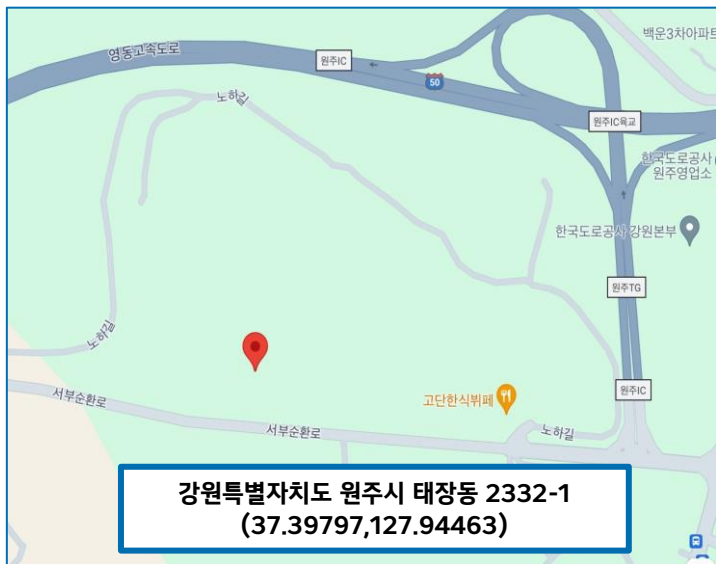 백운3차아파트
영동고속도로
원주IC
50
노하길
원주IC육교
한국도로공사
원주영업소
한국도로공사 강원본부
원주TG
노하길
원주IC
서부순환로
고단한식뷔페
서부순환로
노하길
강원특별자치도 원주시 태장동 2332-1
(37.39797,127.94463)